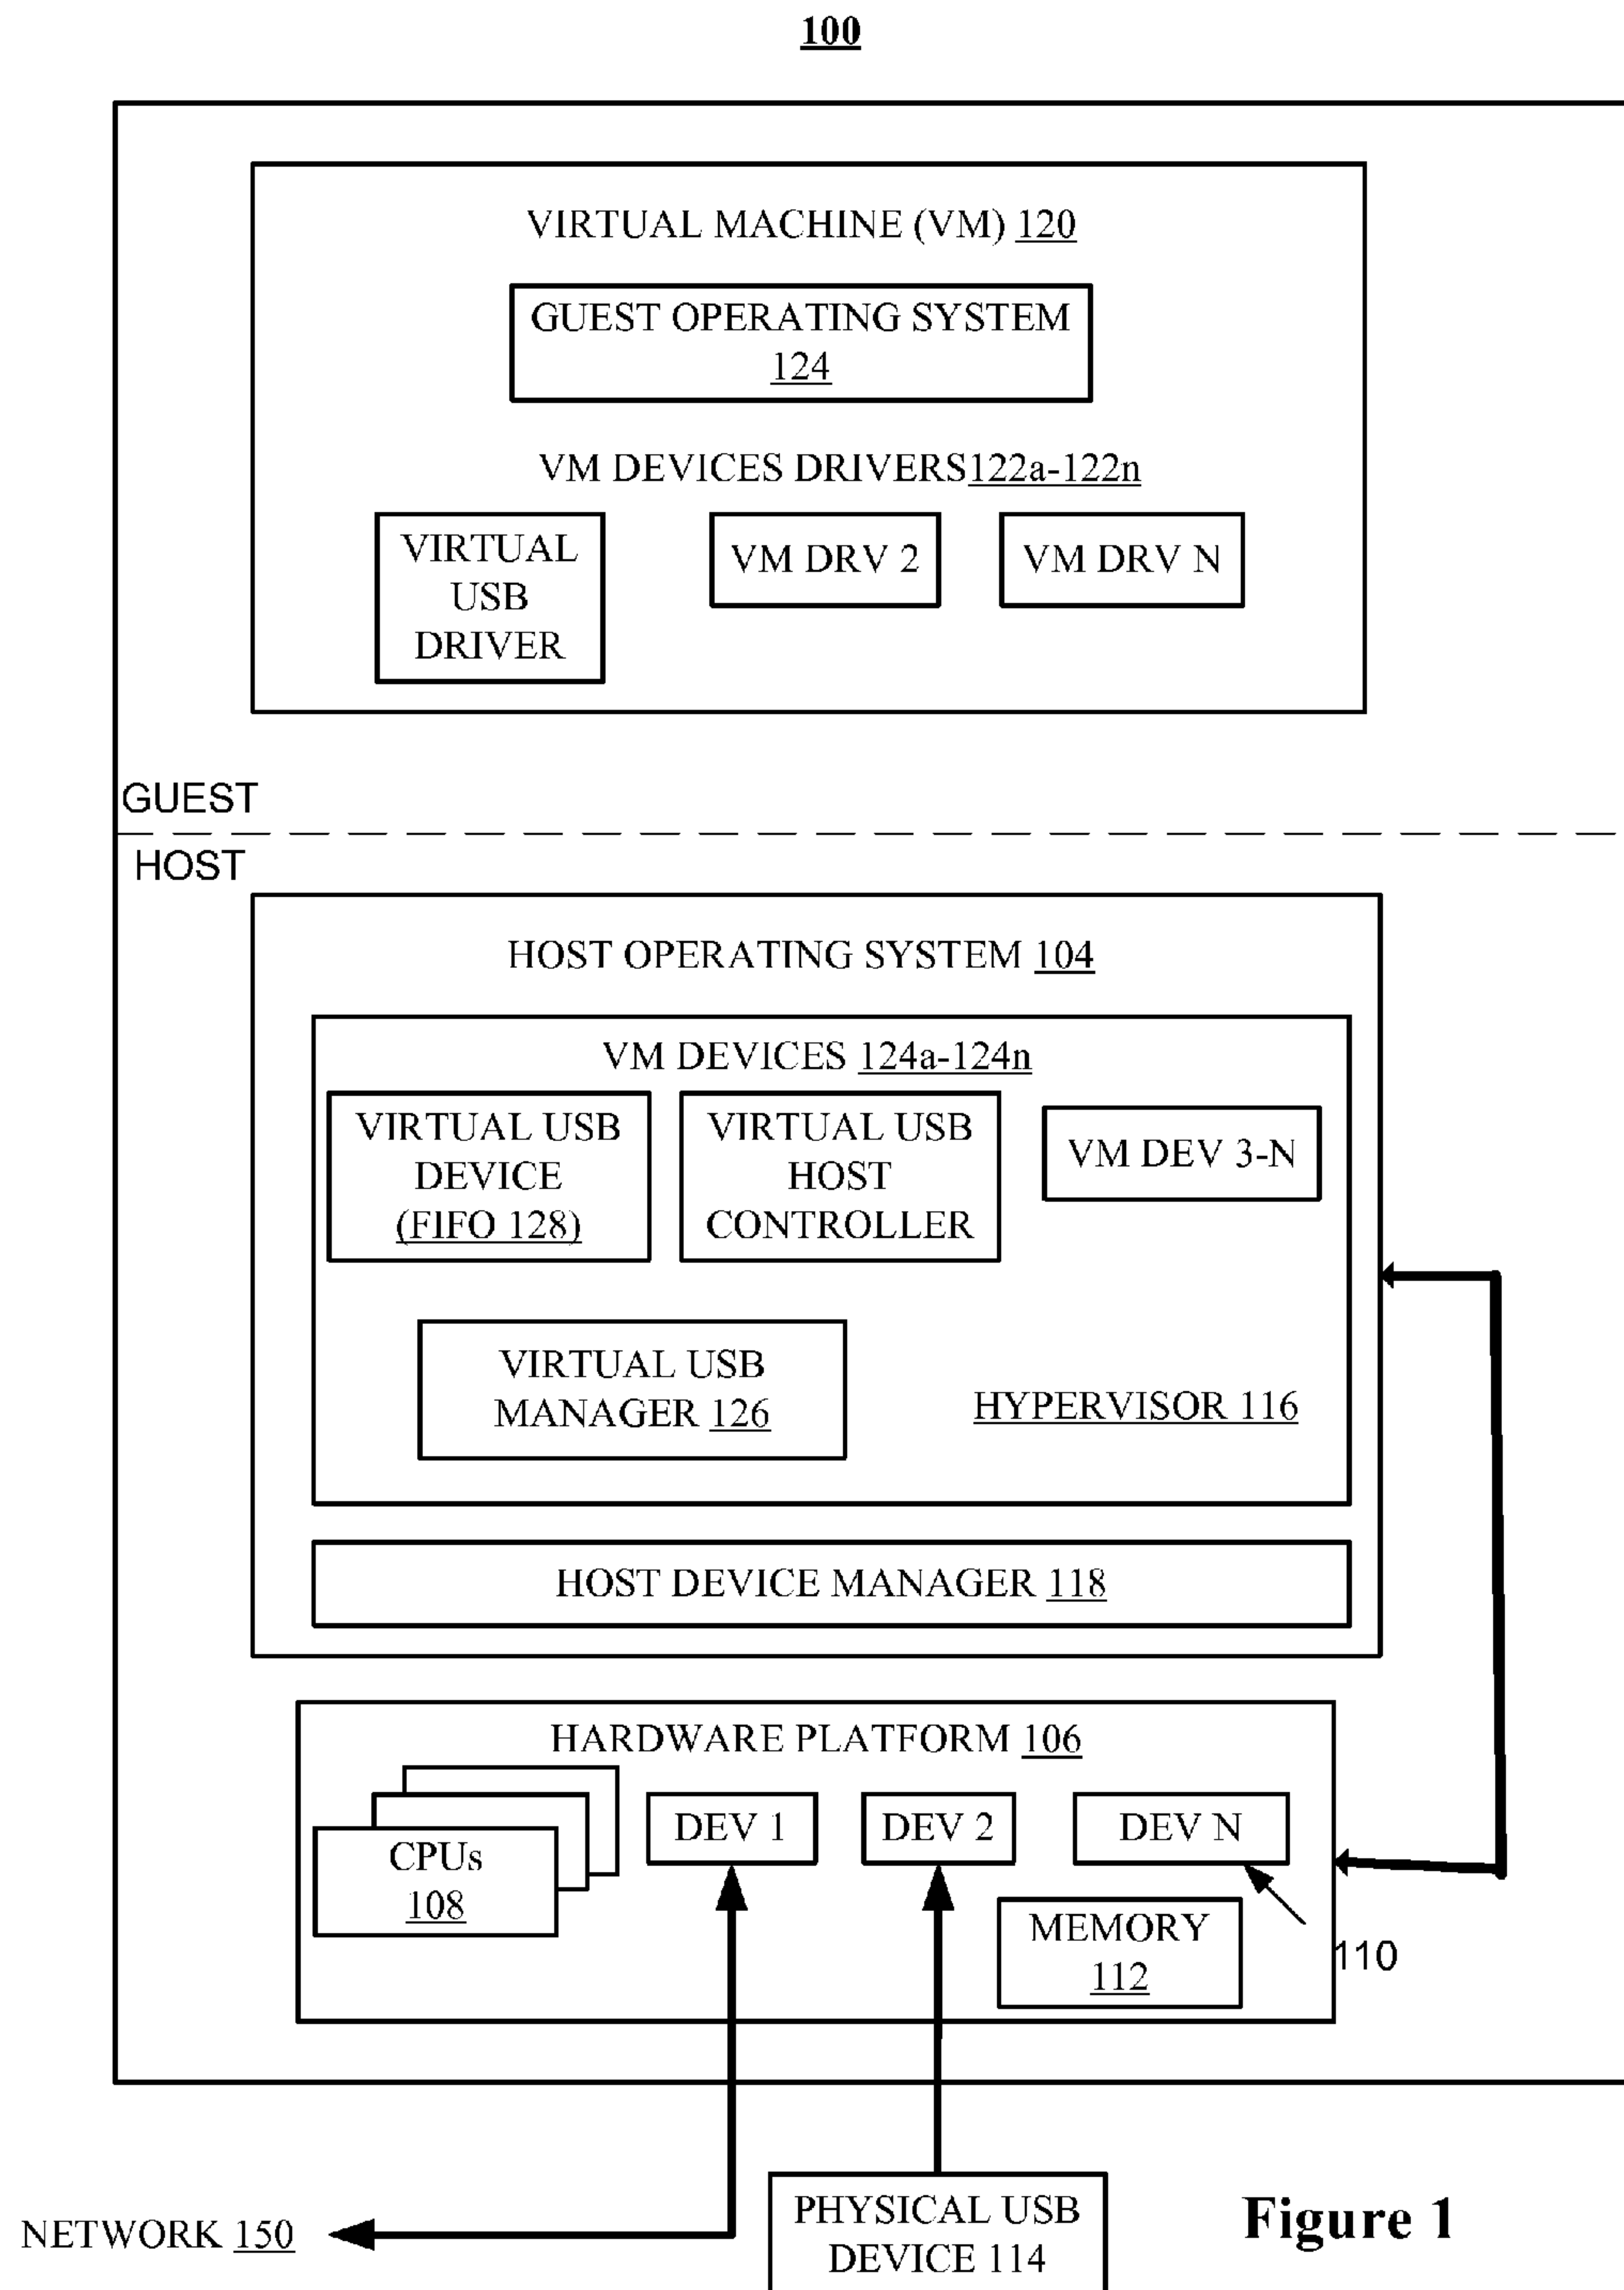 100
VIRTUAL MACHINE (VM) 120
GUEST OPERATING SYSTEM
124
VM DEVICES DRIVERS122a-122n
VIRTUAL
USB
DRIVER
VM DRV 2
VM DRV N
GUEST
HOST
HOST OPERATING SYSTEM 104
VM DEVICES 124a-124n
VIRTUAL USB
DEVICE
(FIFO 128)
VIRTUAL USB
HOST
CONTROLLER
VM DEV 3-N
VIRTUAL USB
MANAGER 126
HYPERVISOR 116
HOST DEVICE MANAGER 118
HARDWARE PLATFORM 106
CPUs
108
DEV 1
DEV 2
DEV N
MEMORY
112
110
NETWORK 150
PHYSICAL USB
DEVICE 114
Figure 1